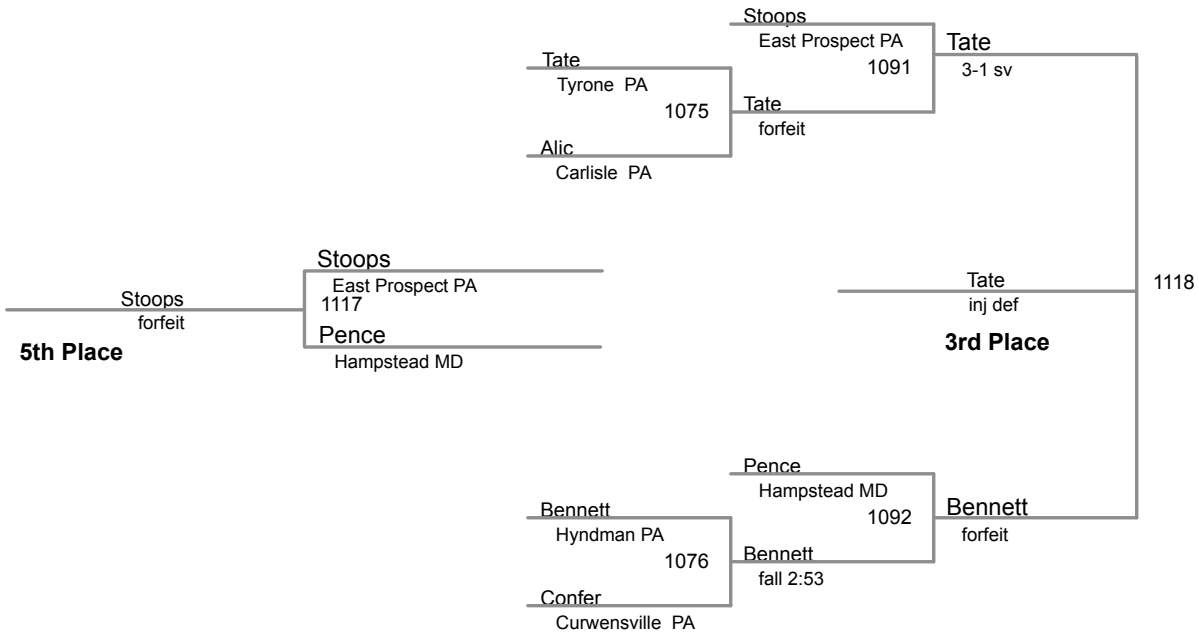 Stoops
East Prospect PA
1091
Tate
3-1 sv
Tate
Tyrone  PA
1075
Tate
forfeit
Alic
Carlisle  PA
Stoops
East Prospect PA
1117
Stoops
forfeit
5th Place
Pence
Hampstead MD
Tate
inj def
3rd Place
1118
Pence
Hampstead MD
1092
Bennett
forfeit
Bennett
Hyndman PA
1076
Bennett
fall 2:53
Confer
Curwensville  PA